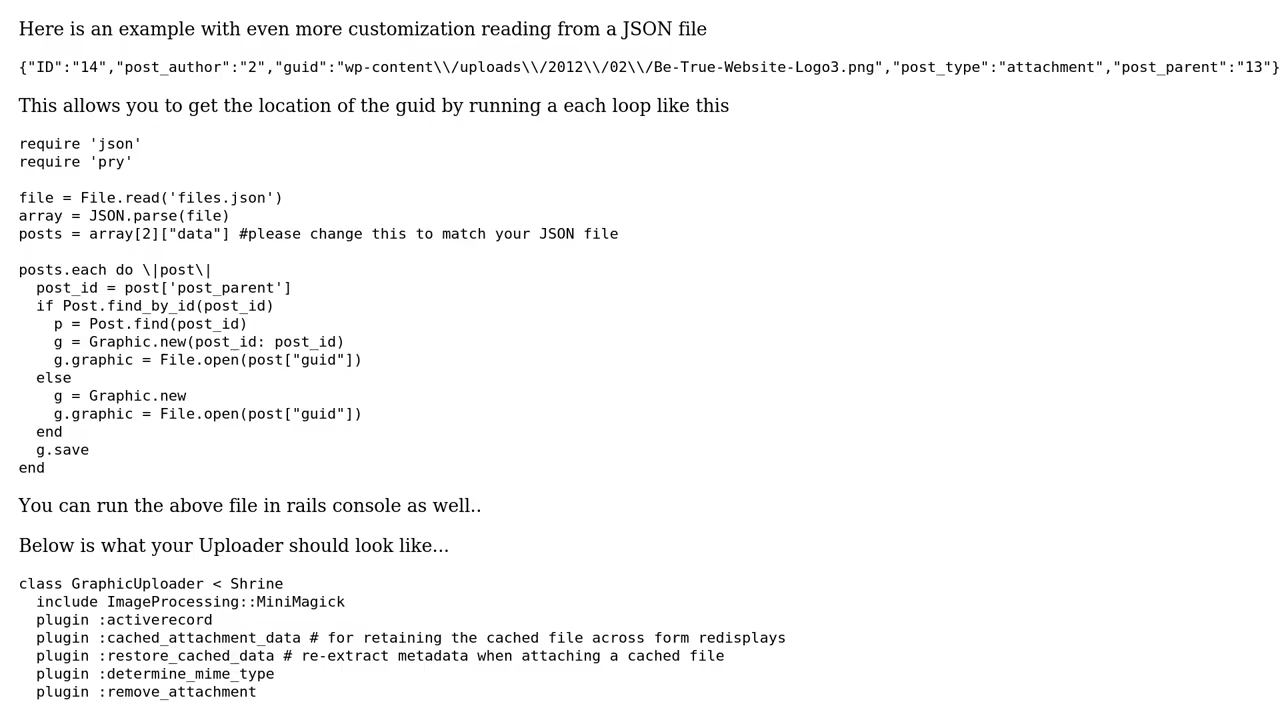 Here is an example with even more customization reading from a JSON file
{"ID":"14","post_author":"2","guid":"wp-content\\/uploads\\/2012\\/02\\/Be-True-Website-Logo3.png","post_type":"attachment","post_parent":"13"}
This allows you to get the location of the guid by running a each loop like this
require 'json'
require 'pry'
file = File.read('files.json')
array = JSON.parse(file)
posts = array[2]["data"] #please change this to match your JSON file
posts.each do \|post\|
  post_id = post['post_parent']
  if Post.find_by_id(post_id)
    p = Post.find(post_id)
    g = Graphic.new(post_id: post_id)
    g.graphic = File.open(post["guid"])
  else
    g = Graphic.new
    g.graphic = File.open(post["guid"])
  end
  g.save
end
You can run the above file in rails console as well..
Below is what your Uploader should look like...
class GraphicUploader < Shrine
  include ImageProcessing::MiniMagick
  plugin :activerecord
  plugin :cached_attachment_data # for retaining the cached file across form redisplays
  plugin :restore_cached_data # re-extract metadata when attaching a cached file
  plugin :determine_mime_type
  plugin :remove_attachment